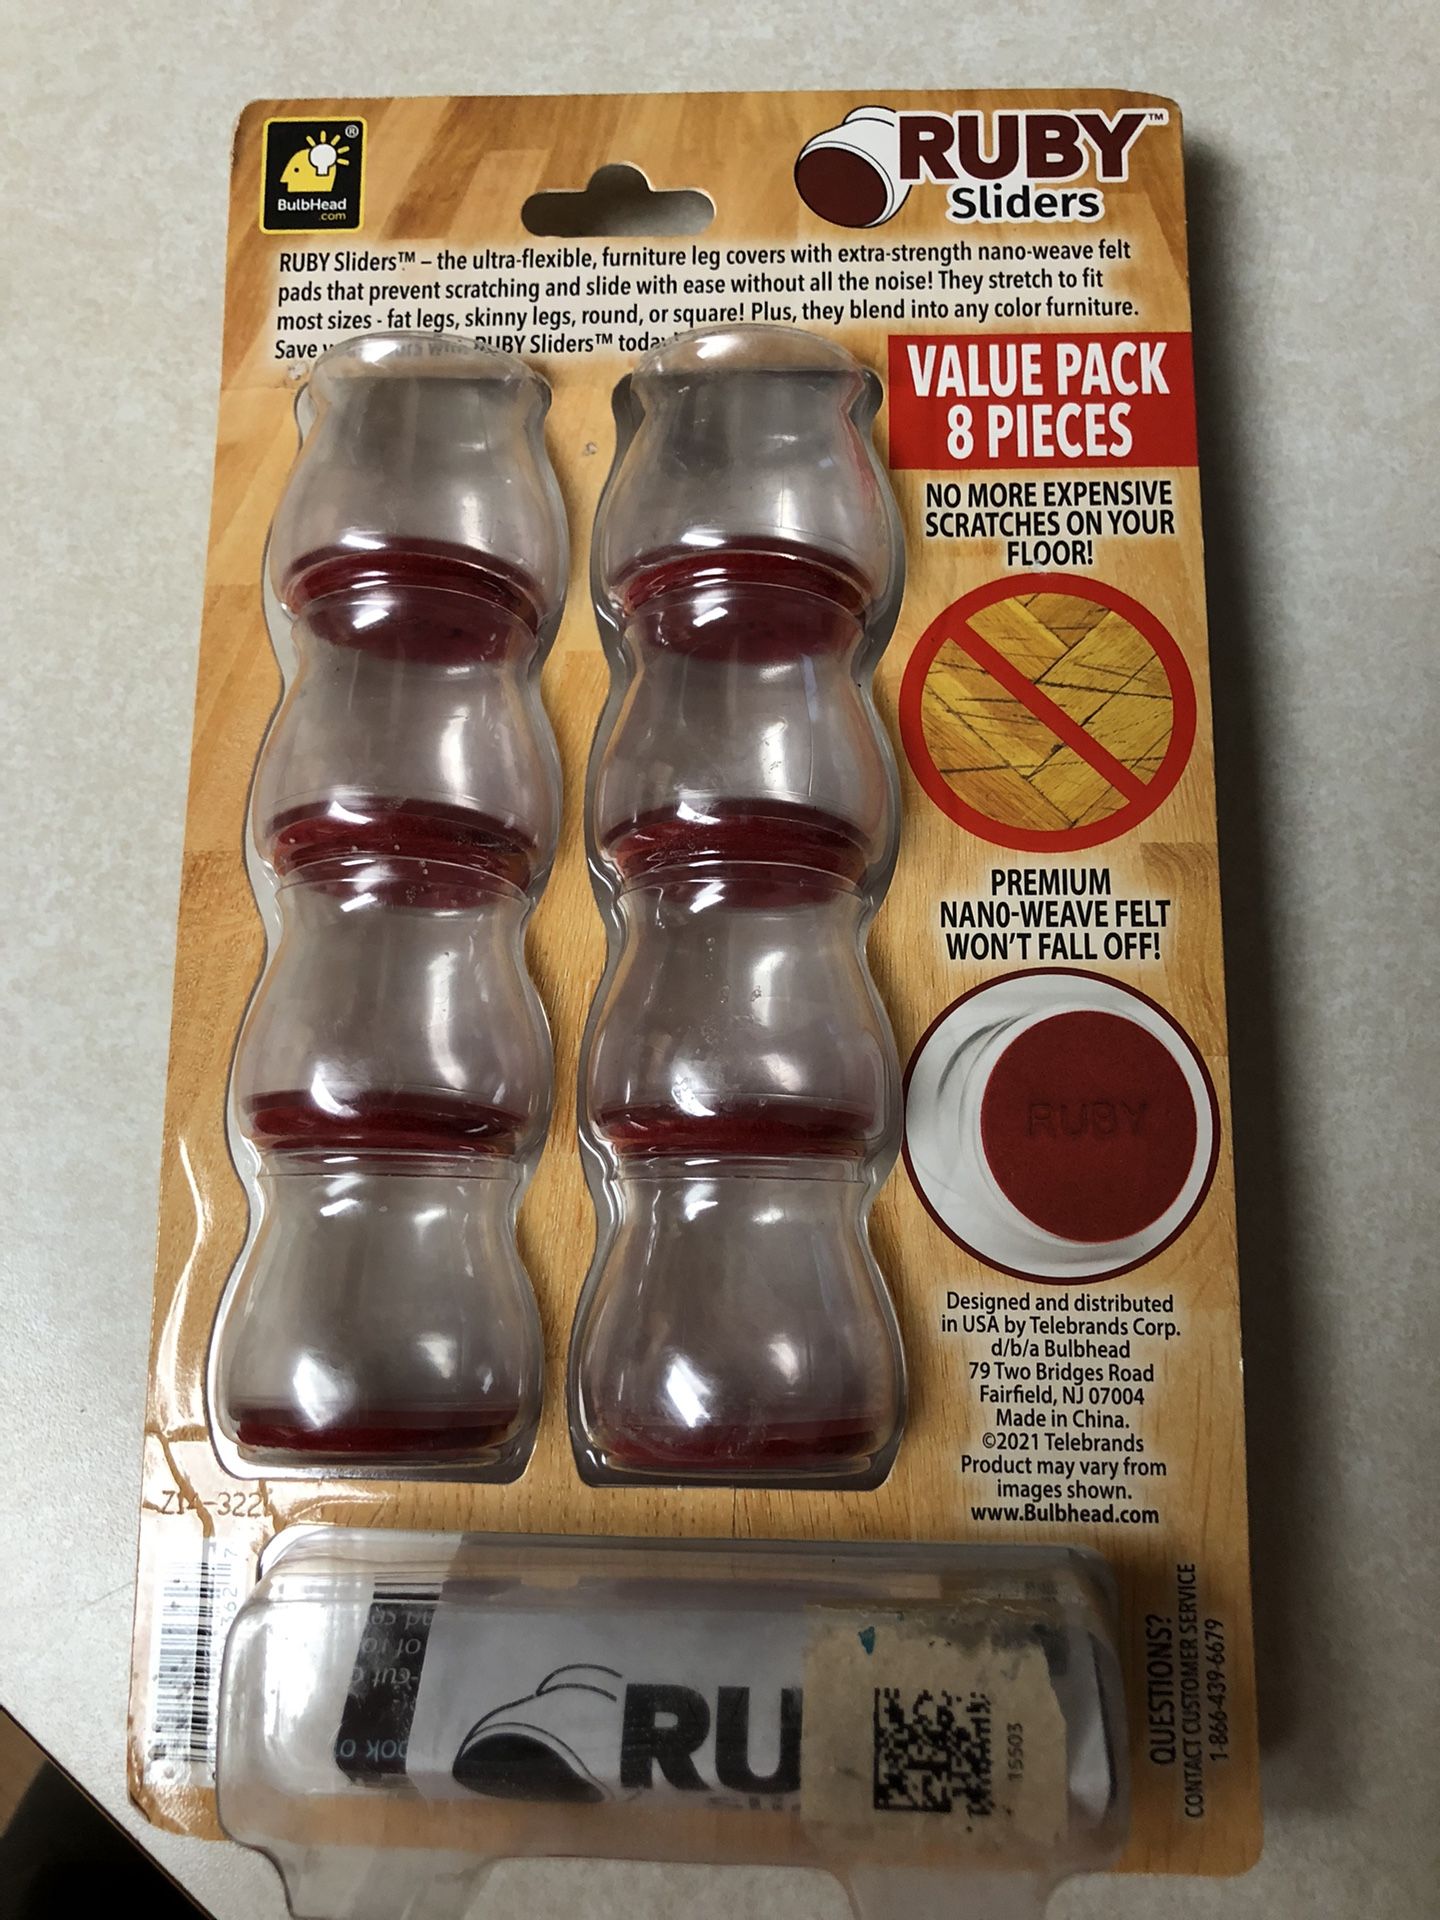 BulbHead
.com
®
RUBY™
Sliders
RUBY Sliders™ – the ultra-flexible, furniture leg covers with extra-strength nano-weave felt
pads that prevent scratching and slide with ease without all the noise! They stretch to fit
most sizes - fat legs, skinny legs, round, or square! Plus, they blend into any color furniture.
Save RUBY Sliders™
VALUE PACK
8 PIECES
NO MORE EXPENSIVE
SCRATCHES ON YOUR
FLOOR!
PREMIUM
NANO-WEAVE FELT
WON'T FALL OFF!
RUBY
Designed and distributed
in USA by Telebrands Corp.
d/b/a Bulbhead
79 Two Bridges Road
Fairfield, NJ 07004
Made in China.
©2021 Telebrands
Product may vary from
images shown.
www.Bulbhead.com
RU
15503
QUESTIONS?
CONTACT CUSTOMER SERVICE
1-866-439-6679